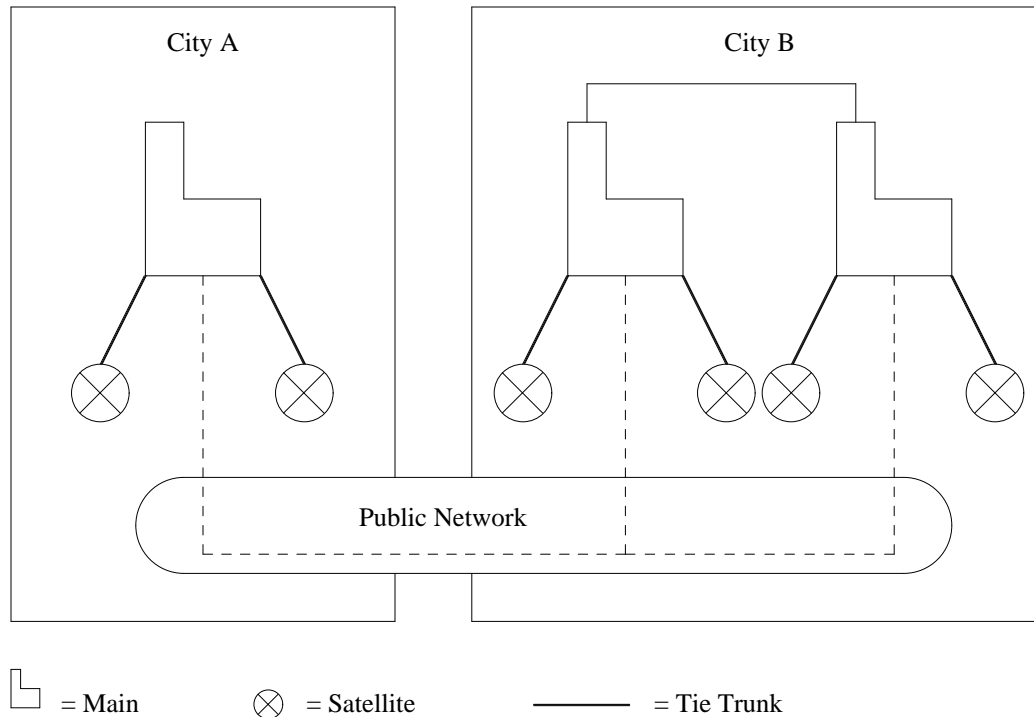 City A
City B
Public Network
= Main
= Satellite
= Tie Trunk